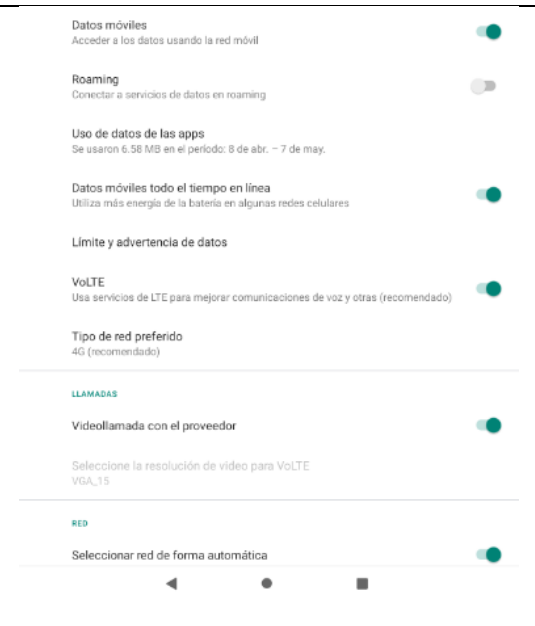 Datos móviles
Acceder a los datos usando la red móvil
Roaming
Conectar a servicios de datos en roaming
Uso de datos de las apps
Se usaron 6.58 MB en el período: 8 de abr. – 7 de may.
Datos móviles todo el tiempo en línea
Utiliza más energía de la batería en algunas redes celulares
Límite y advertencia de datos
VoLTE
Usa servicios de LTE para mejorar comunicaciones de voz y otras (recomendado)
Tipo de red preferido
4G (recomendado)
LLAMADAS
Videollamada con el proveedor
Seleccione la resolución de video para VoLTE
VGA_15
RED
Seleccionar red de forma automática